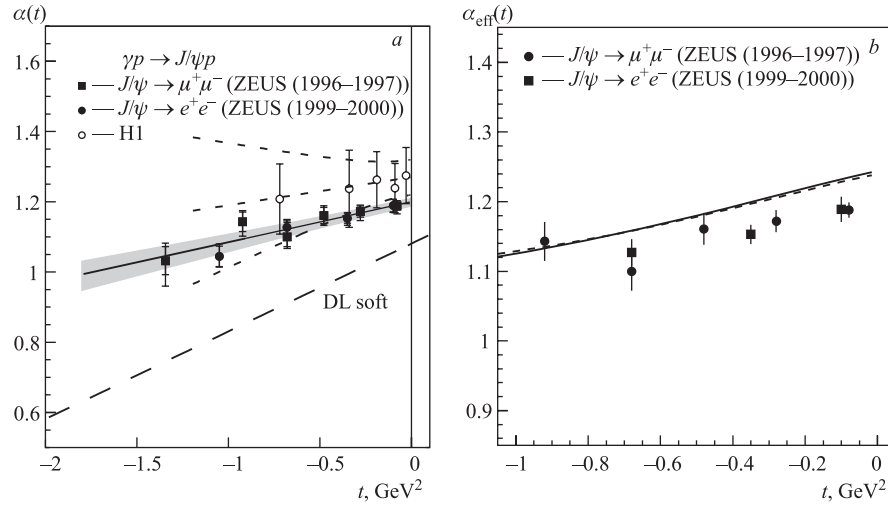 α(t)
a
γp → J/ψp
J/ψ → μ⁺μ⁻ (ZEUS (1996–1997))
J/ψ → e⁺e⁻ (ZEUS (1999–2000))
H1
1.6
1.4
1.2
1
0.8
0.6
DL soft
–2
–1
–0.5
0
t, GeV²
α_eff(t)
b
J/ψ → μ⁺μ⁻ (ZEUS (1996–1997))
J/ψ → e⁺e⁻ (ZEUS (1999–2000))
1.4
1.3
1.2
1.1
1
0.9
–1
–0.8
–0.6
–0.4
–0.2
0
t, GeV²